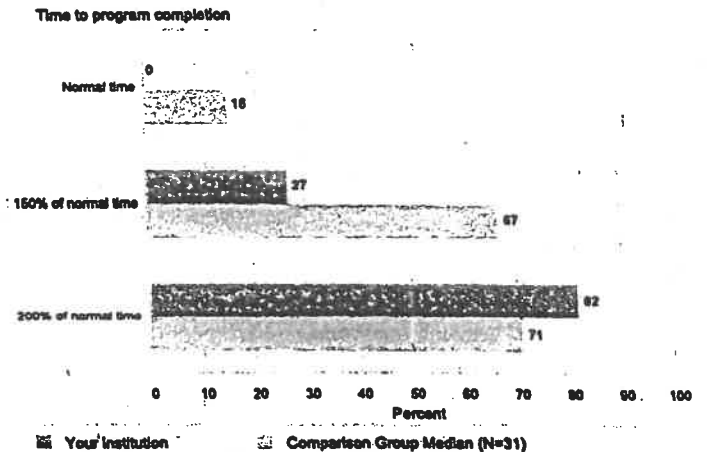 Time to program completion
0
Normal time
16
27
150% of normal time
67
82
200% of normal time
71
0 10 20 30 40 50 60 70 80 90 100
Percent
Your Institution Comparison Group Median (N=31)